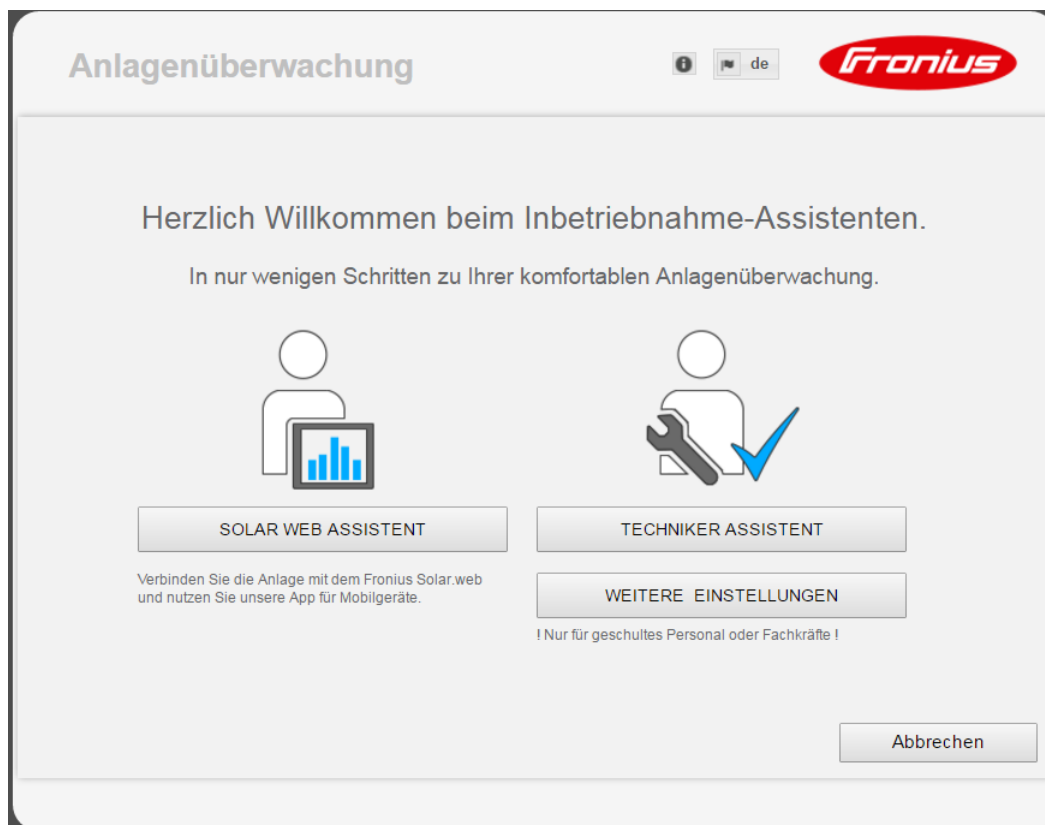 Anlagenüberwachung
de
Fronius
Herzlich Willkommen beim Inbetriebnahme-Assistenten.
In nur wenigen Schritten zu Ihrer komfortablen Anlagenüberwachung.
SOLAR WEB ASSISTENT
Verbinden Sie die Anlage mit dem Fronius Solar.web
und nutzen Sie unsere App für Mobilgeräte.
TECHNIKER ASSISTENT
WEITERE EINSTELLUNGEN
! Nur für geschultes Personal oder Fachkräfte !
Abbrechen